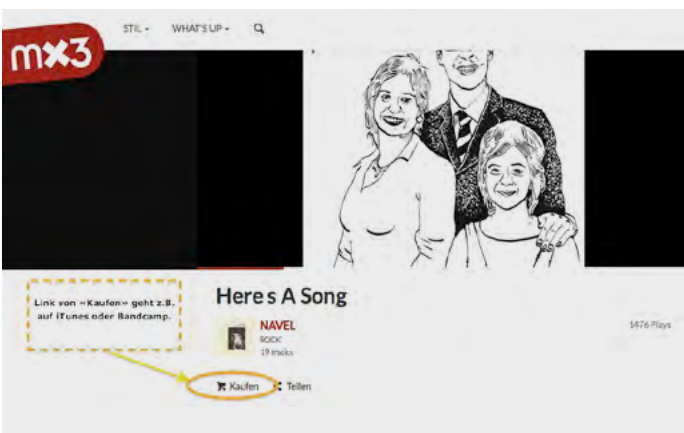 mx3
STIL WHAT'S UP
Here s A Song
Link von «Kaufen» geht z.B.
auf iTunes oder Bandcamp.
NAVEL
ROCK
19 tracks
1476 Plays
Kaufen Teilen